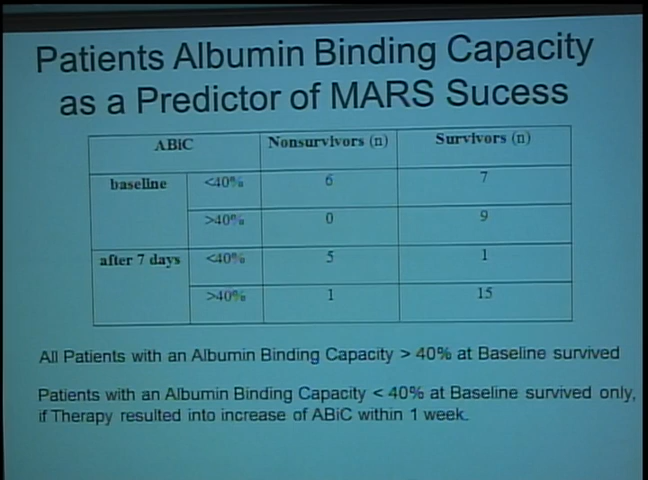 Patients Albumin Binding Capacity
as a Predictor of MARS Sucess
ABiC Nonsurvivors (n) Survivors (n)
baseline <40% 6 7
>40% 0 9
after 7 days <40% 5 1
>40% 1 15
All Patients with an Albumin Binding Capacity > 40% at Baseline survived
Patients with an Albumin Binding Capacity < 40% at Baseline survived only,
if Therapy resulted into increase of ABiC within 1 week.